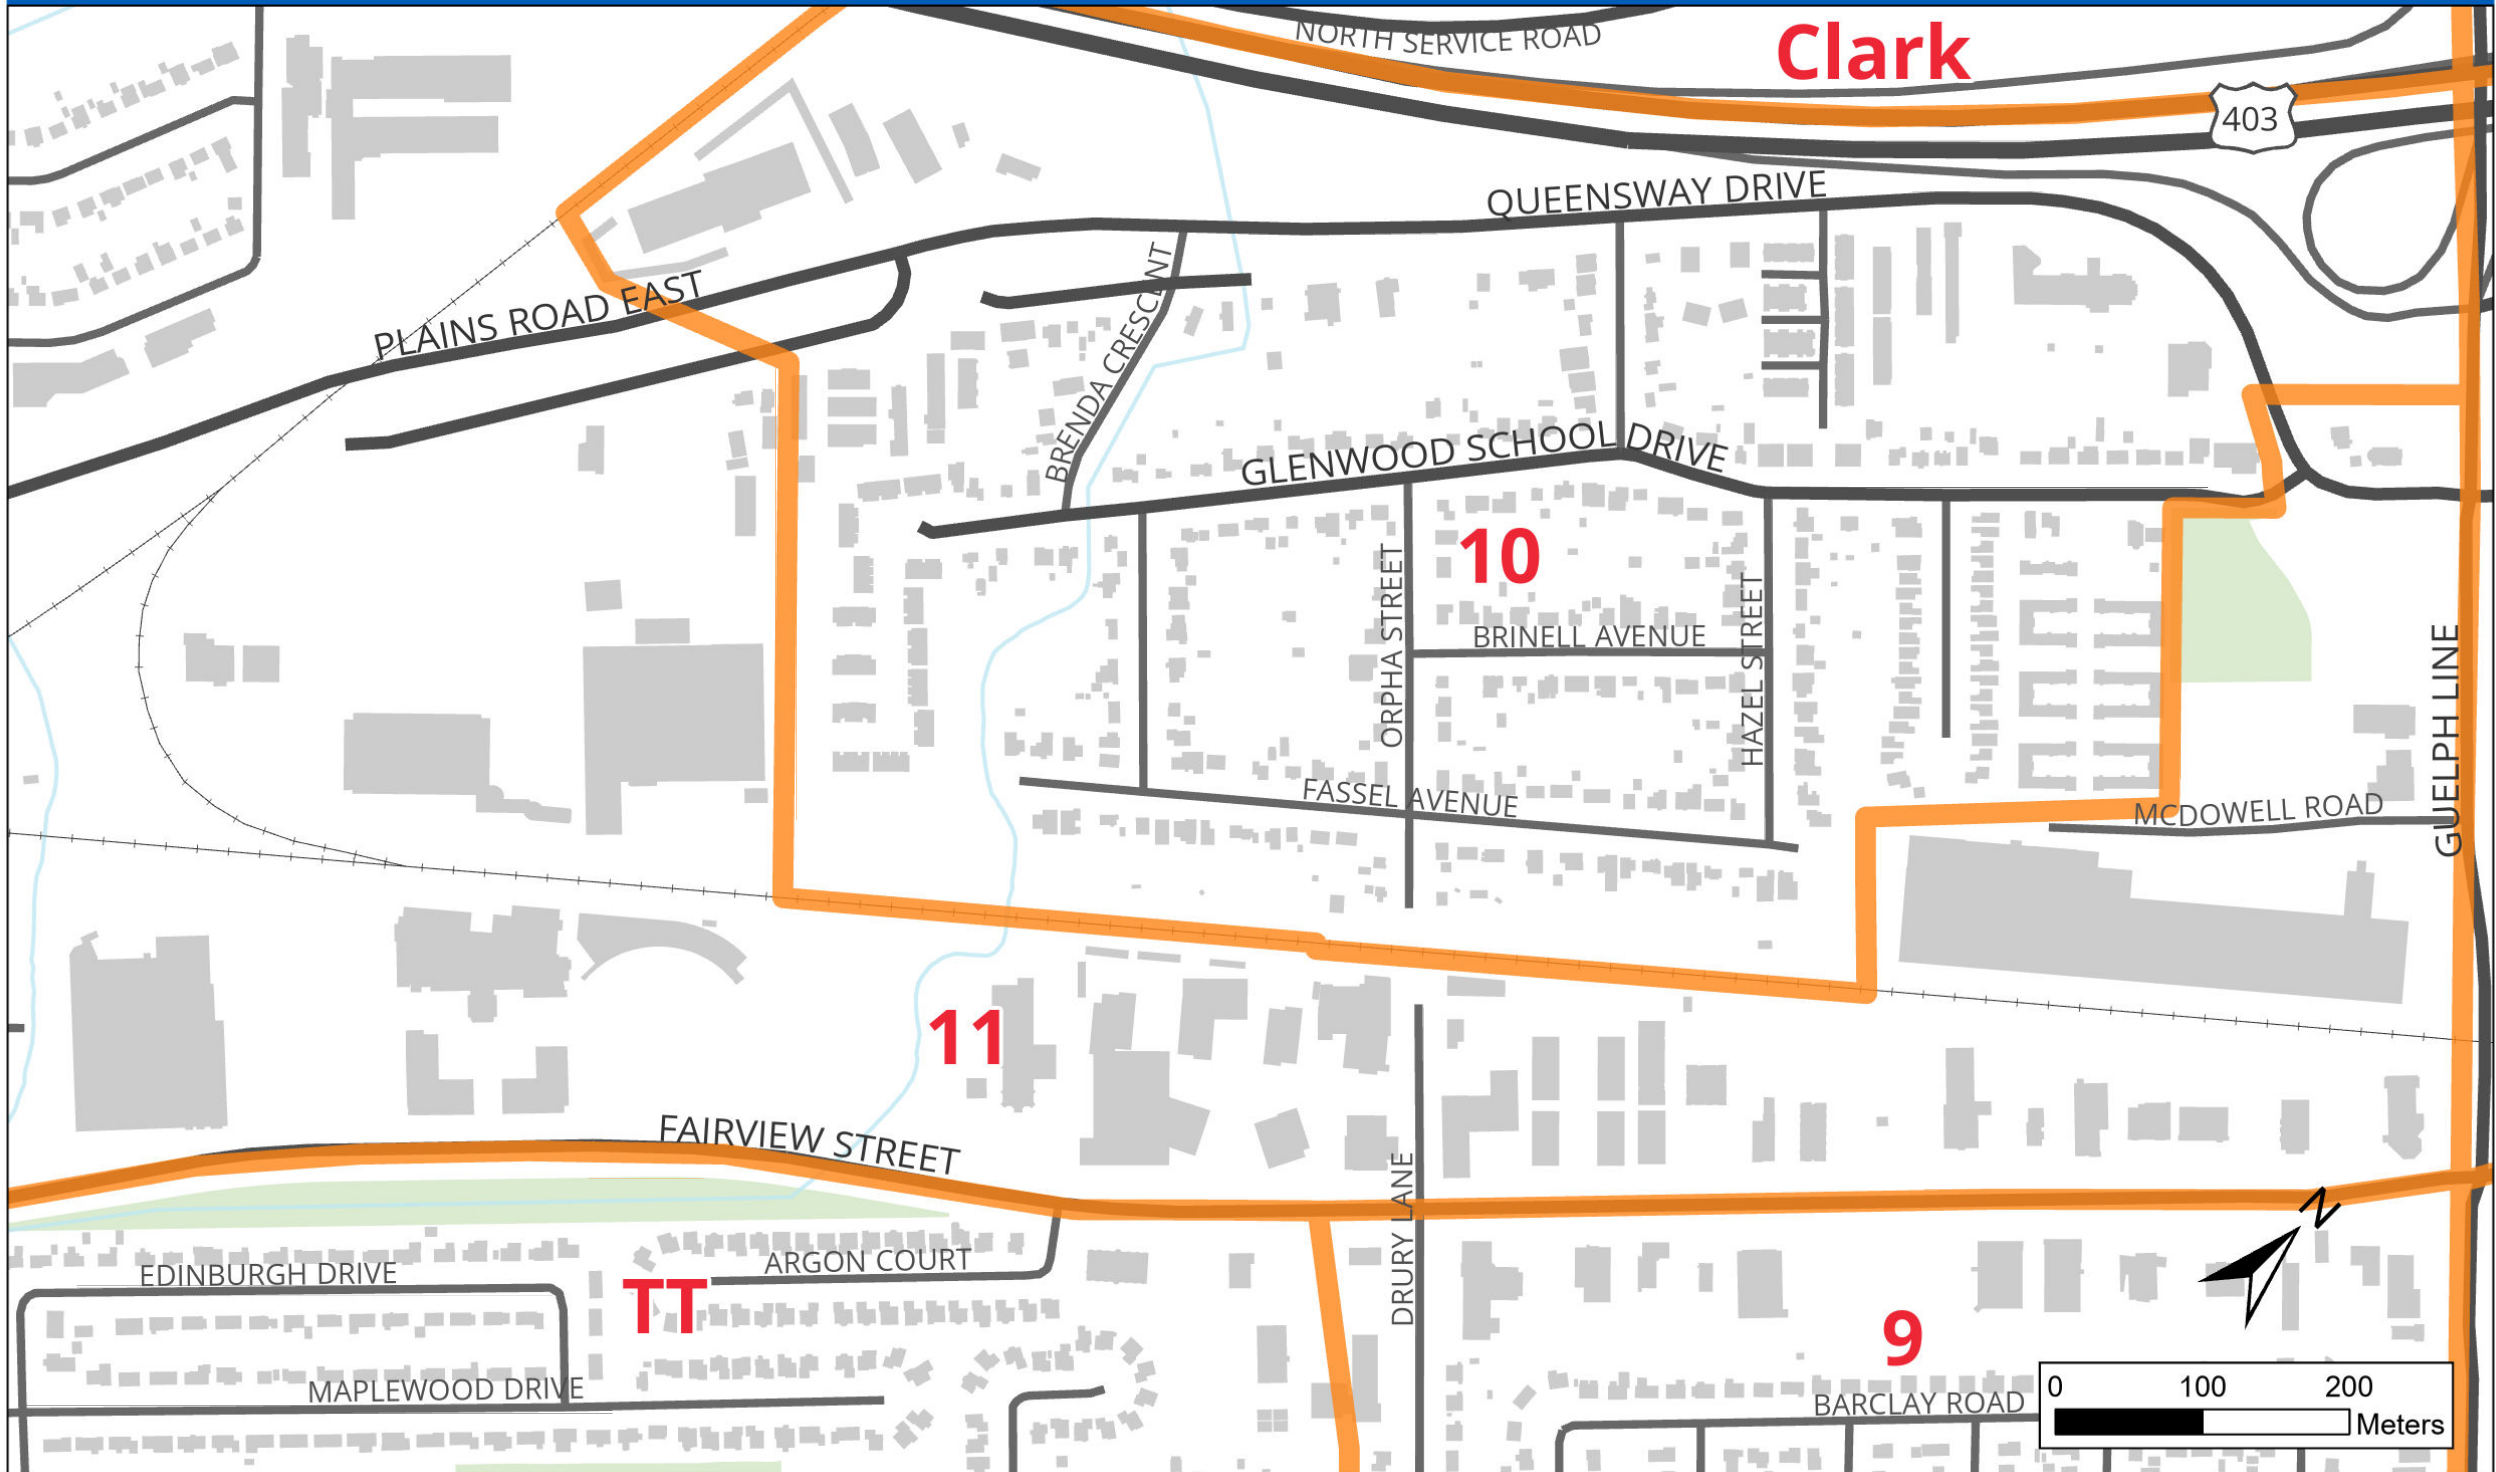 NORTH SERVICE ROAD
Clark
403
QUEENSWAY DRIVE
PLAINS ROAD EAST
BRENDA CRESCENT
GLENWOOD SCHOOL DRIVE
10
ORPHA STREET
BRINELL AVENUE
HAZEL STREET
GUELPH LINE
FASSEL AVENUE
MCDOWELL ROAD
11
FAIRVIEW STREET
DRURY LANE
N
ARGON COURT
EDINBURGH DRIVE
TT
9
MAPLEWOOD DRIVE
BARCLAY ROAD
0 100 200
Meters